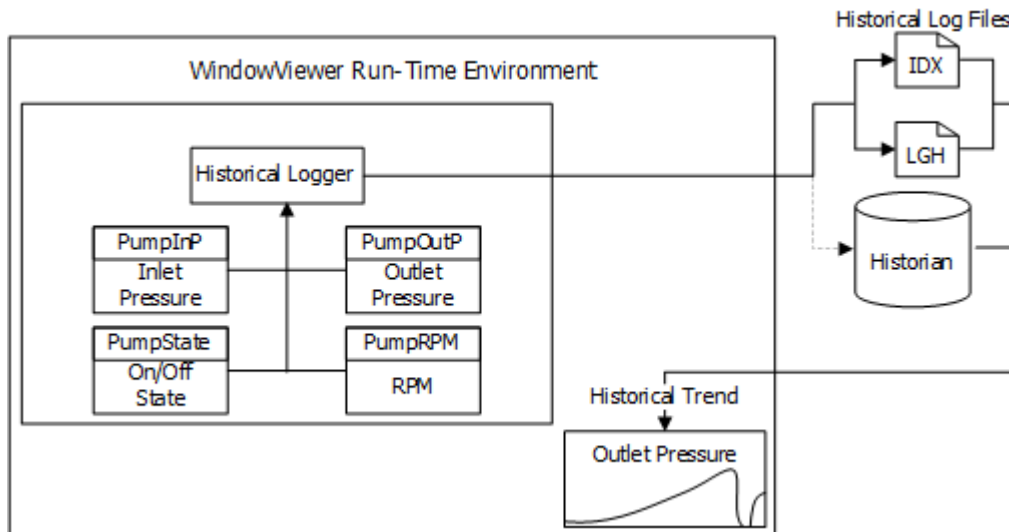 Historical Log Files
WindowViewer Run-Time Environment
IDX
LGH
Historical Logger
PumpInP
Inlet
Pressure
PumpOutP
Outlet
Pressure
Historian
PumpState
On/Off
State
PumpRPM
RPM
Historical Trend
Outlet Pressure